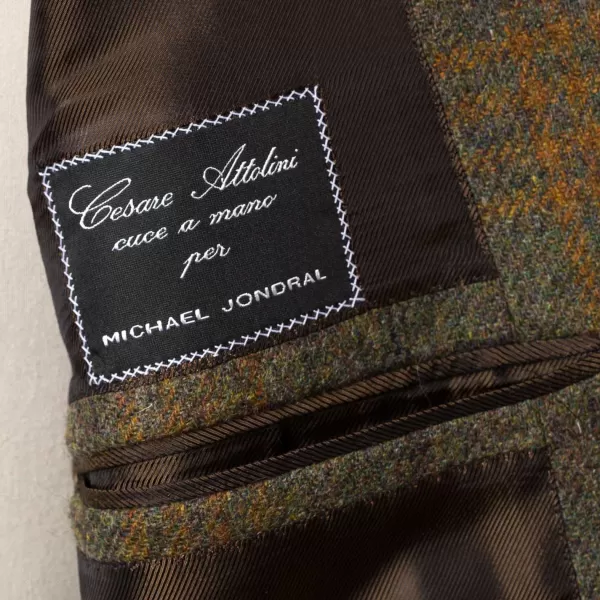 Cesare Attolini
cuce a mano
per
MICHAEL JONDRAL